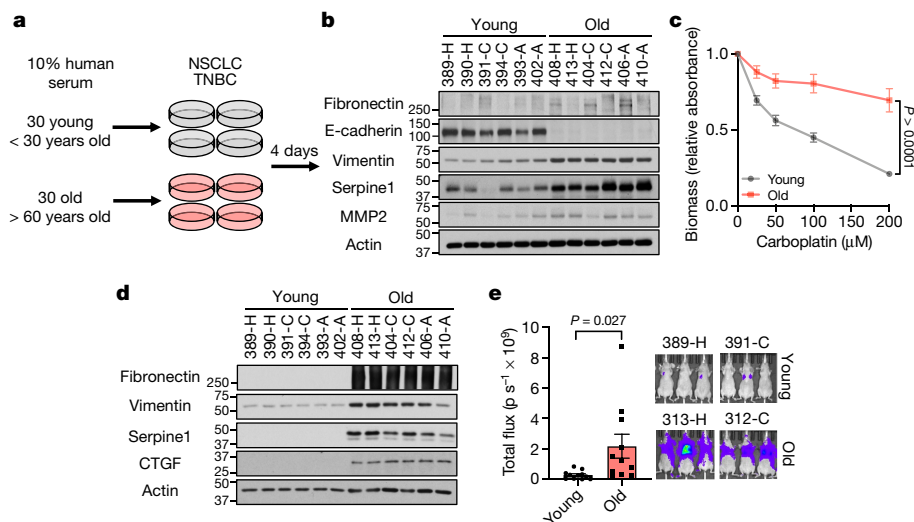 a
10% human
serum
NSCLC
TNBC
30 young
< 30 years old
4 days
30 old
> 60 years old
b
Young
Old
389-H
390-H
391-C
394-C
393-A
402-A
408-H
413-H
404-C
412-C
406-A
410-A
Fibronectin
250
E-cadherin
150
100
Vimentin
75
50
Serpine1
50
37
MMP2
75
50
Actin
50
37
c
Biomass (relative absorbance)
1.0
0.5
0.0
Young
Old
P > 0.0001
0
50
100
150
200
Carboplatin (μM)
d
Young
Old
389-H
390-H
391-C
394-C
393-A
402-A
408-H
413-H
404-C
412-C
406-A
410-A
Fibronectin
250
Vimentin
75
50
Serpine1
50
37
CTGF
37
25
Actin
50
37
e
P = 0.027
Total flux (p s⁻¹ × 10⁹)
10
8
6
4
2
0
Young
Old
389-H
391-C
Young
313-H
312-C
Old